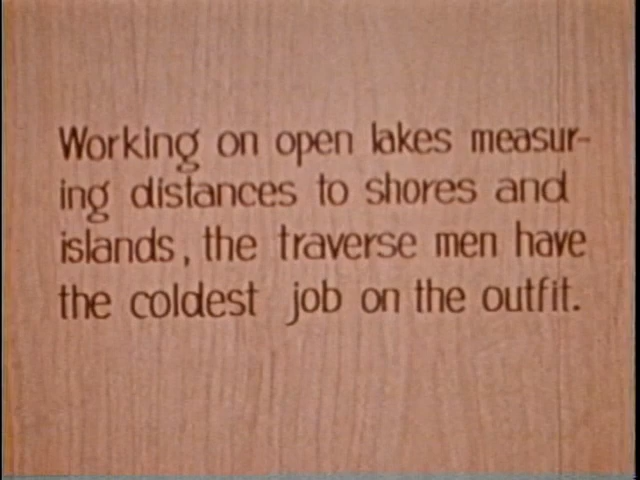 Working on open lakes measur-
ing distances to shores and
islands, the traverse men have
the coldest job on the outfit.